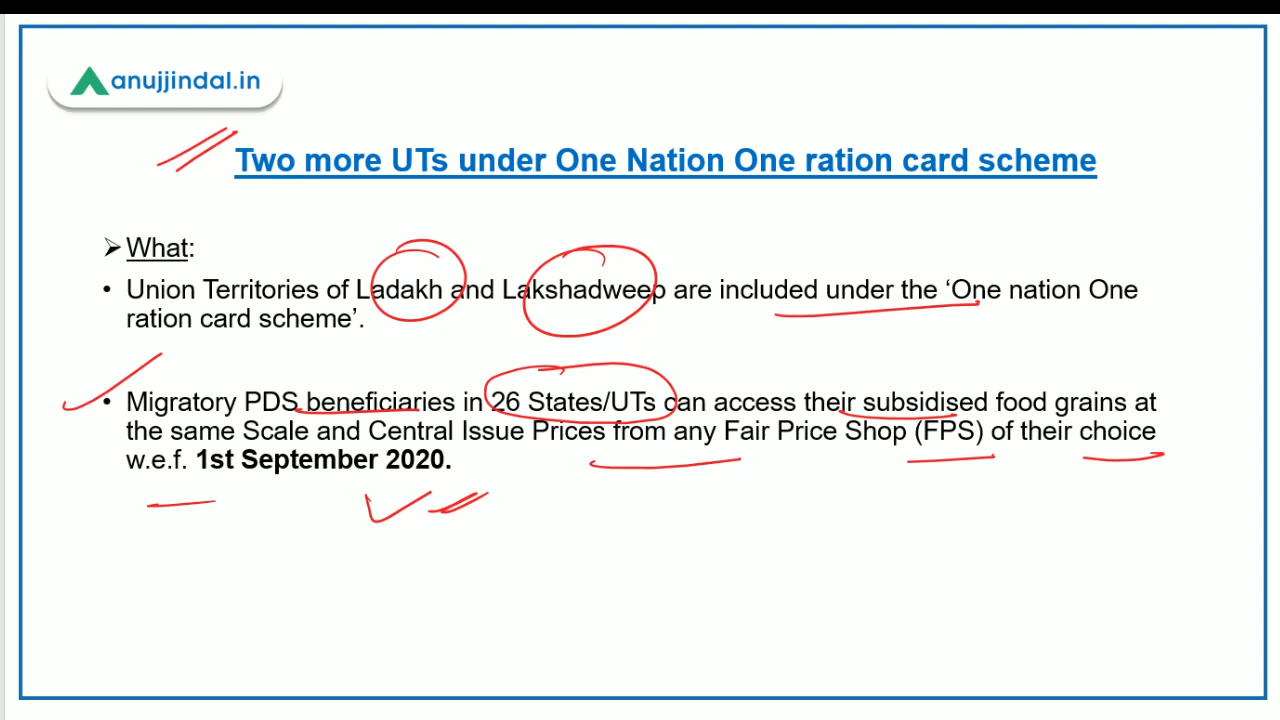 anujjindal.in
Two more UTs under One Nation One ration card scheme
What:
• Union Territories of Ladakh and Lakshadweep are included under the ‘One nation One
ration card scheme’.
• Migratory PDS beneficiaries in 26 States/UTs can access their subsidised food grains at
the same Scale and Central Issue Prices from any Fair Price Shop (FPS) of their choice
w.e.f. 1st September 2020.